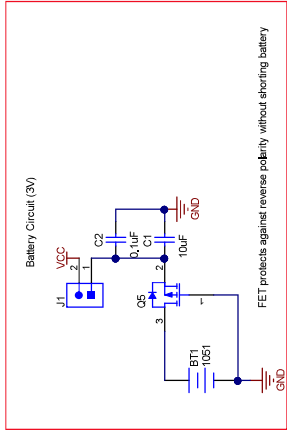 Battery Circuit (3V)
VCC
J1
2
1
C2
0.1uF
C1
10uF
GND
Q5
2
3
1
BT1
1051
GND
FET protects against reverse polarity without shorting battery